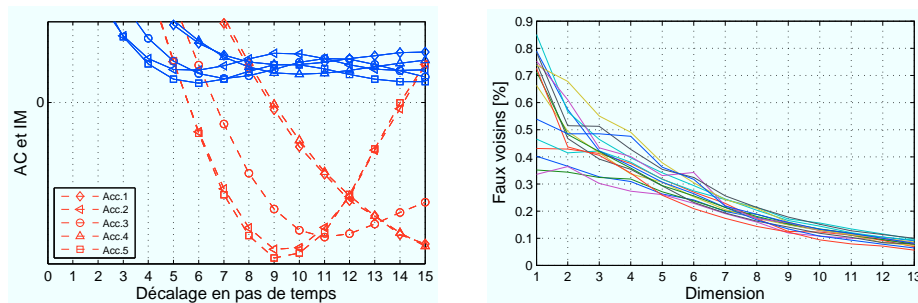 AC et IM
0
Acc.1
Acc.2
Acc.3
Acc.4
Acc.5
0 1 2 3 4 5 6 7 8 9 10 11 12 13 14 15
Décalage en pas de temps
Faux voisins [%]
0.9
0.8
0.7
0.6
0.5
0.4
0.3
0.2
0.1
0
1 2 3 4 5 6 7 8 9 10 11 12 13
Dimension